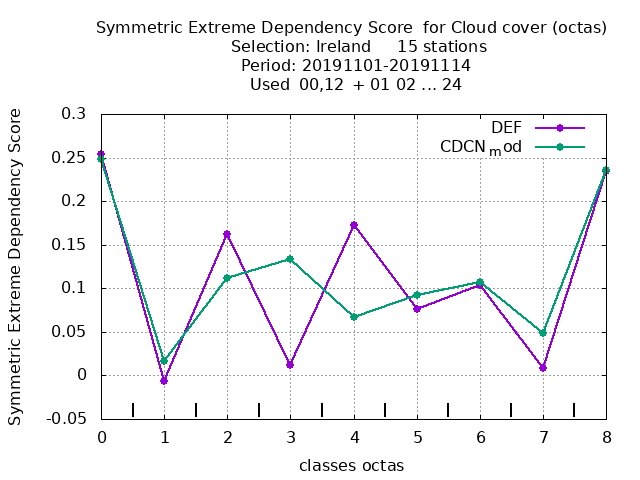 Symmetric Extreme Dependency Score  for Cloud cover (octas)
Selection: Ireland     15 stations
Period: 20191101-20191114
Used  00,12  + 01 02 ... 24
DEF
CDCN_mod
Symmetric Extreme Dependency Score
0.3
0.25
0.2
0.15
0.1
0.05
0
-0.05
0 1 2 3 4 5 6 7 8
classes octas